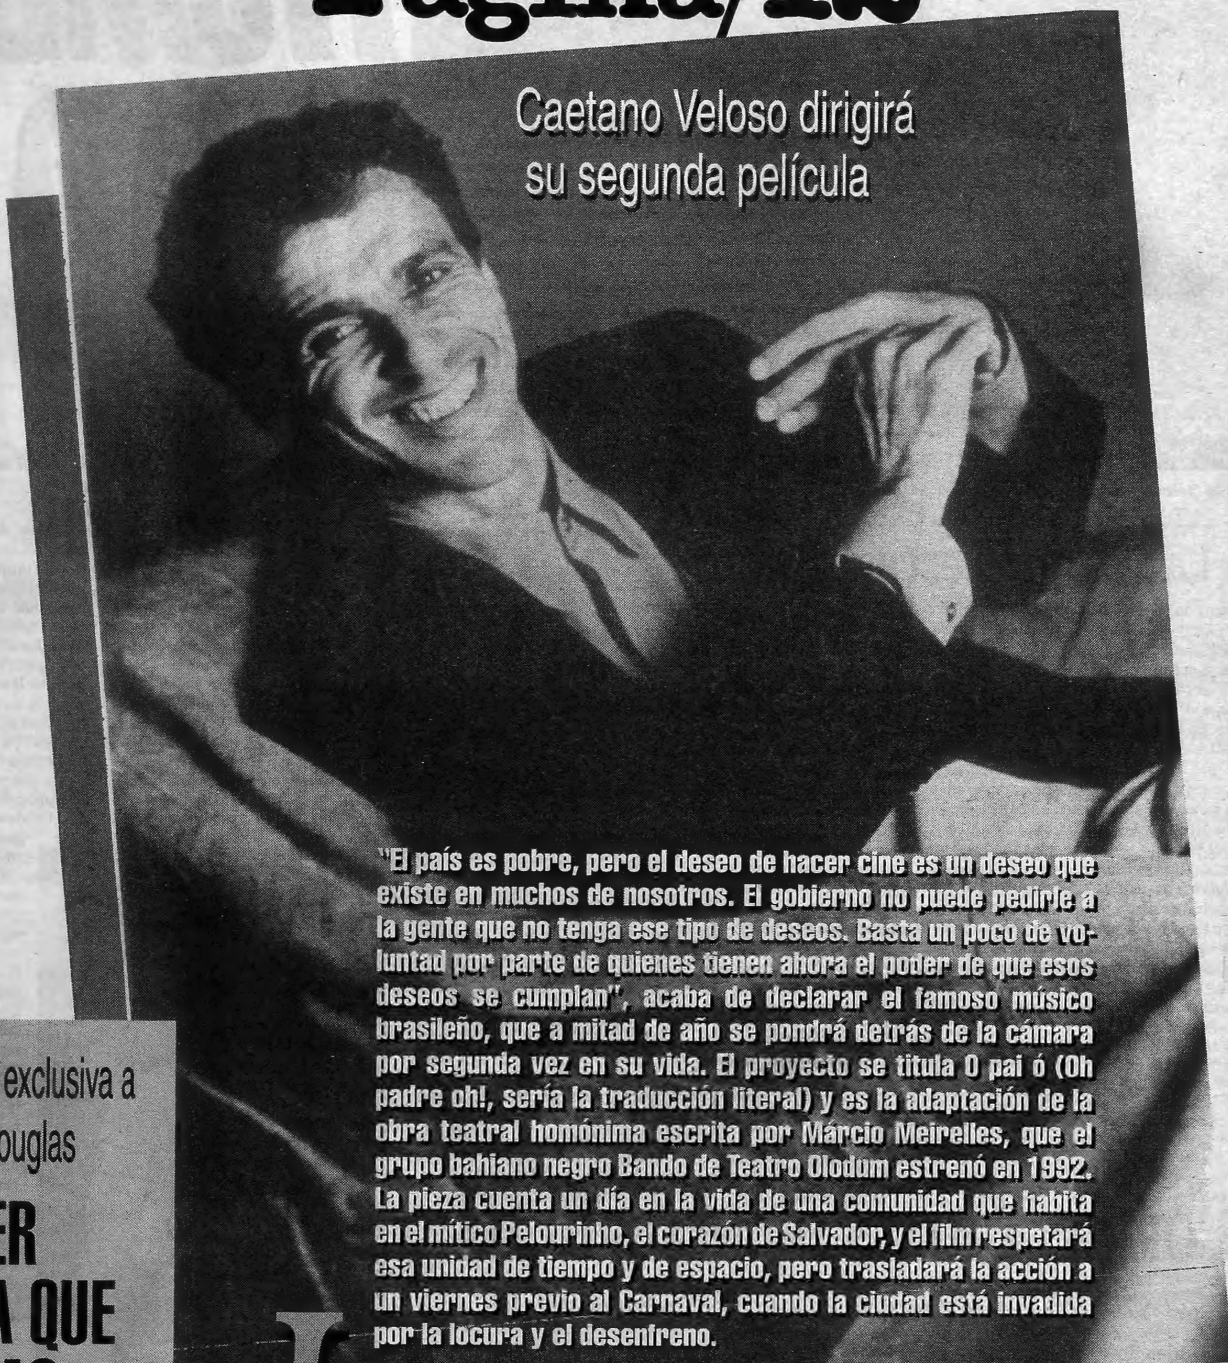 Página/12
Caetano Veloso dirigirá
su segunda película
"El país es pobre, pero el deseo de hacer cine es un deseo que
existe en muchos de nosotros. El gobierno no puede pedirle a
la gente que no tenga ese tipo de deseos. Basta un poco de vo-
luntad por parte de quienes tienen ahora el poder de que esos
deseos se cumplan", acaba de declarar el famoso músico
brasileño, que a mitad de año se pondrá detrás de la cámara
por segunda vez en su vida. El proyecto se titula O pai ó (Oh
padre oh!, sería la traducción literal) y es la adaptación de la
obra teatral homónima escrita por Márcio Meirelles, que el
grupo bahiano negro Bando de Teatro Olodum estrenó en 1992.
La pieza cuenta un día en la vida de una comunidad que habita
en el mítico Pelourinho, el corazón de Salvador, y el film respetará
esa unidad de tiempo y de espacio, pero trasladará la acción a
un viernes previo al Carnaval, cuando la ciudad está invadida
por la locura y el desenfreno.
exclusiva a
ouglas
ER
A QUE